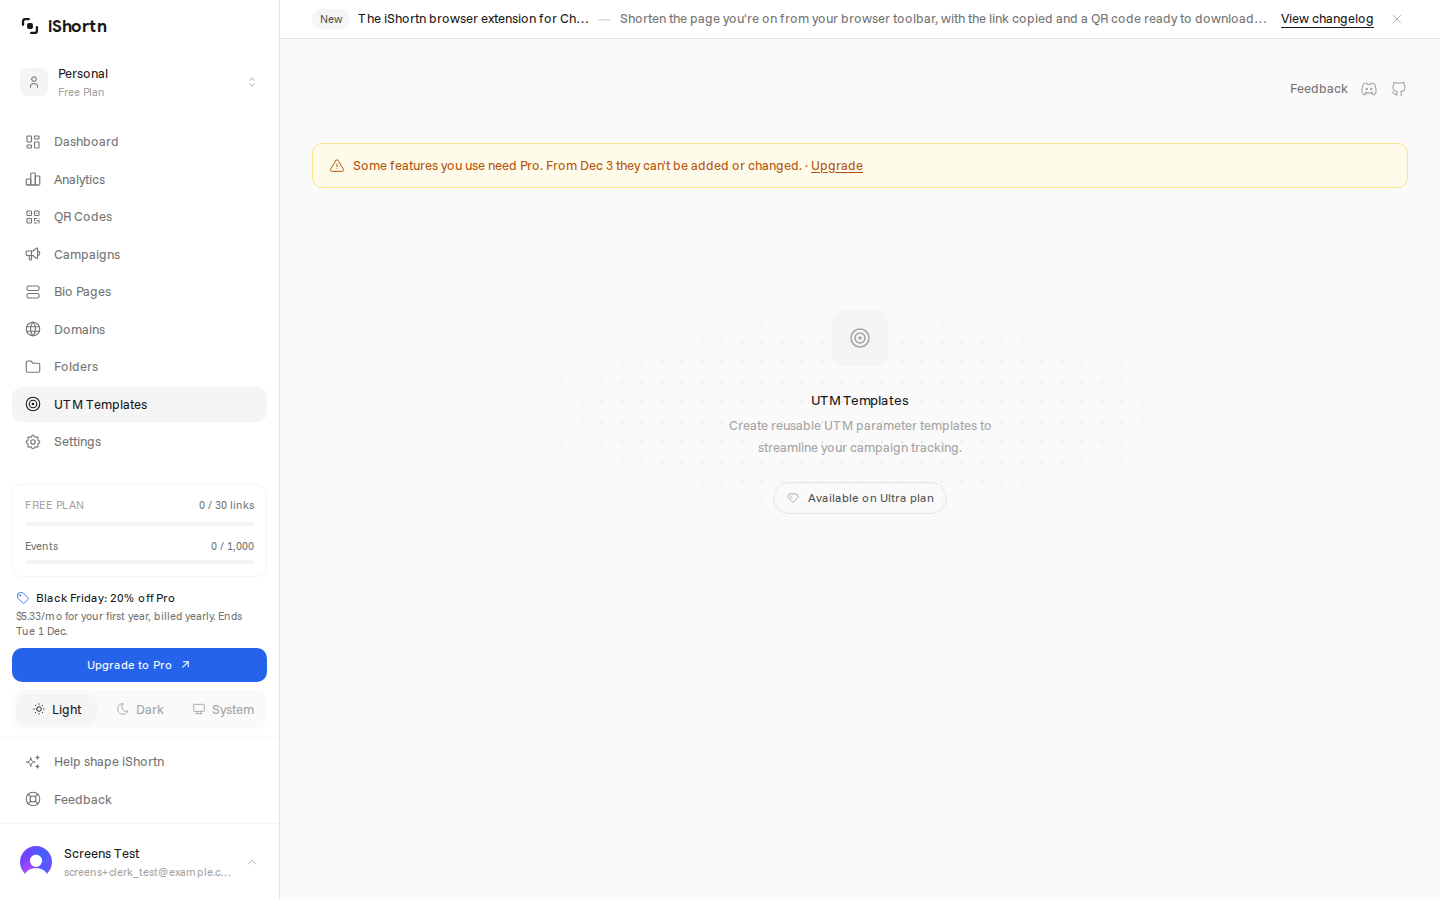 iShortn
New The iShortn browser extension for Ch... — Shorten the page you're on from your browser toolbar, with the link copied and a QR code ready to download... View changelog
Personal
Free Plan
Feedback
Dashboard
Analytics
QR Codes
Campaigns
Bio Pages
Domains
Folders
UTM Templates
Settings
Some features you use need Pro. From Dec 3 they can't be added or changed. · Upgrade
UTM Templates
Create reusable UTM parameter templates to
streamline your campaign tracking.
Available on Ultra plan
FREE PLAN 0 / 30 links
Events 0 / 1,000
Black Friday: 20% off Pro
$5.33/mo for your first year, billed yearly. Ends
Tue 1 Dec.
Upgrade to Pro
Light Dark System
Help shape iShortn
Feedback
Screens Test
screens+clerk_test@example.c...